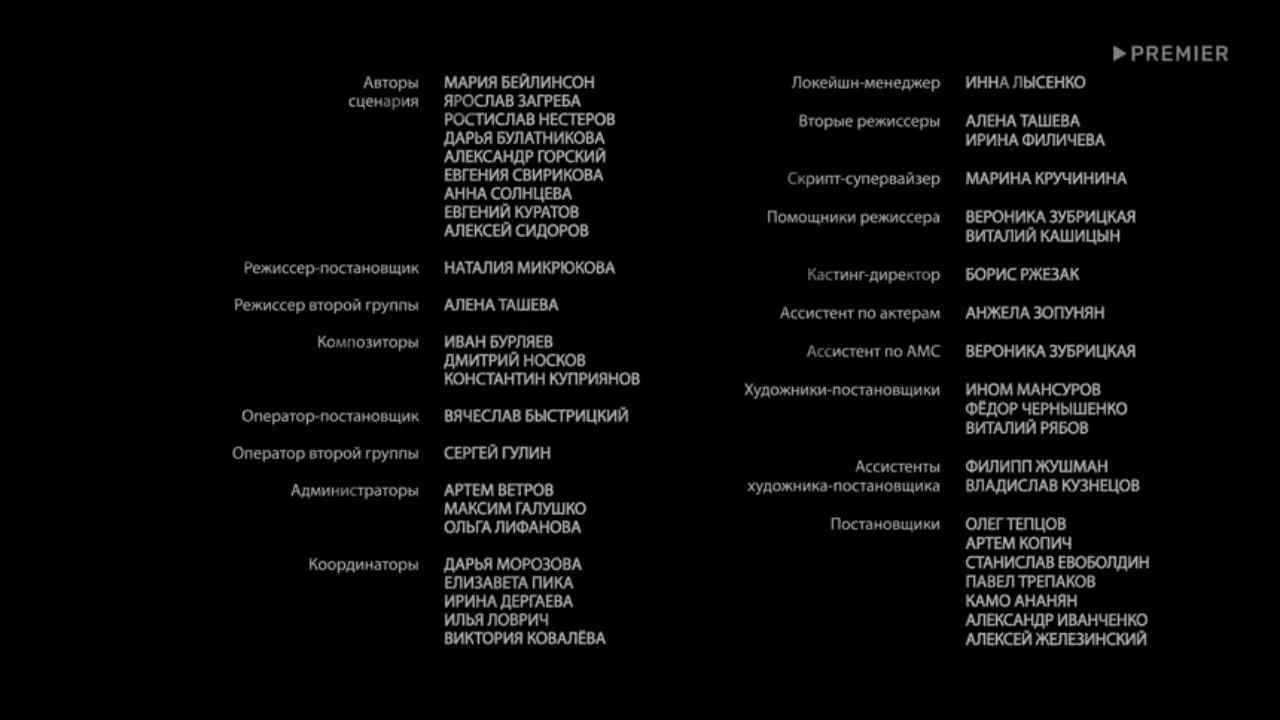 PREMIER
Авторы сценария
МАРИЯ БЕЙЛИНСОН
ЯРОСЛАВ ЗАГРЕБА
РОСТИСЛАВ НЕСТЕРОВ
ДАРЬЯ БУЛАТНИКОВА
АЛЕКСАНДР ГОРСКИЙ
ЕВГЕНИЯ СВИРИКОВА
АННА СОЛНЦЕВА
ЕВГЕНИЙ КУРАТОВ
АЛЕКСЕЙ СИДОРОВ
Режиссер-постановщик НАТАЛИЯ МИКРЮКОВА
Режиссер второй группы АЛЕНА ТАШЕВА
Композиторы ИВАН БУРЛЯЕВ
ДМИТРИЙ НОСКОВ
КОНСТАНТИН КУПРИЯНОВ
Оператор-постановщик ВЯЧЕСЛАВ БЫСТРИЦКИЙ
Оператор второй группы СЕРГЕЙ ГУЛИН
Администраторы АРТЕМ ВЕТРОВ
МАКСИМ ГАЛУШКО
ОЛЬГА ЛИФАНОВА
Координаторы ДАРЬЯ МОРОЗОВА
ЕЛИЗАВЕТА ПИКА
ИРИНА ДЕРГАЕВА
ИЛЬЯ ЛОВРИЧ
ВИКТОРИЯ КОВАЛЁВА
Локейшн-менеджер ИННА ЛЫСЕНКО
Вторые режиссеры АЛЕНА ТАШЕВА
ИРИНА ФИЛИЧЕВА
Скрипт-супервайзер МАРИНА КРУЧИНИНА
Помощники режиссера ВЕРОНИКА ЗУБРИЦКАЯ
ВИТАЛИЙ КАШИЦЫН
Кастинг-директор БОРИС РЖЕЗАК
Ассистент по актерам АНЖЕЛА ЗОПУНЯН
Ассистент по АМС ВЕРОНИКА ЗУБРИЦКАЯ
Художники-постановщики ИНОМ МАНСУРОВ
ФЁДОР ЧЕРНЫШЕНКО
ВИТАЛИЙ РЯБОВ
Ассистенты ФИЛИПП ЖУШМАН
художника-постановщика ВЛАДИСЛАВ КУЗНЕЦОВ
Постановщики ОЛЕГ ТЕПЦОВ
АРТЕМ КОПИЧ
СТАНИСЛАВ ЕВОБОЛДИН
ПАВЕЛ ТРЕПАКОВ
КАМО АНАНЯН
АЛЕКСАНДР ИВАНЧЕНКО
АЛЕКСЕЙ ЖЕЛЕЗИНСКИЙ